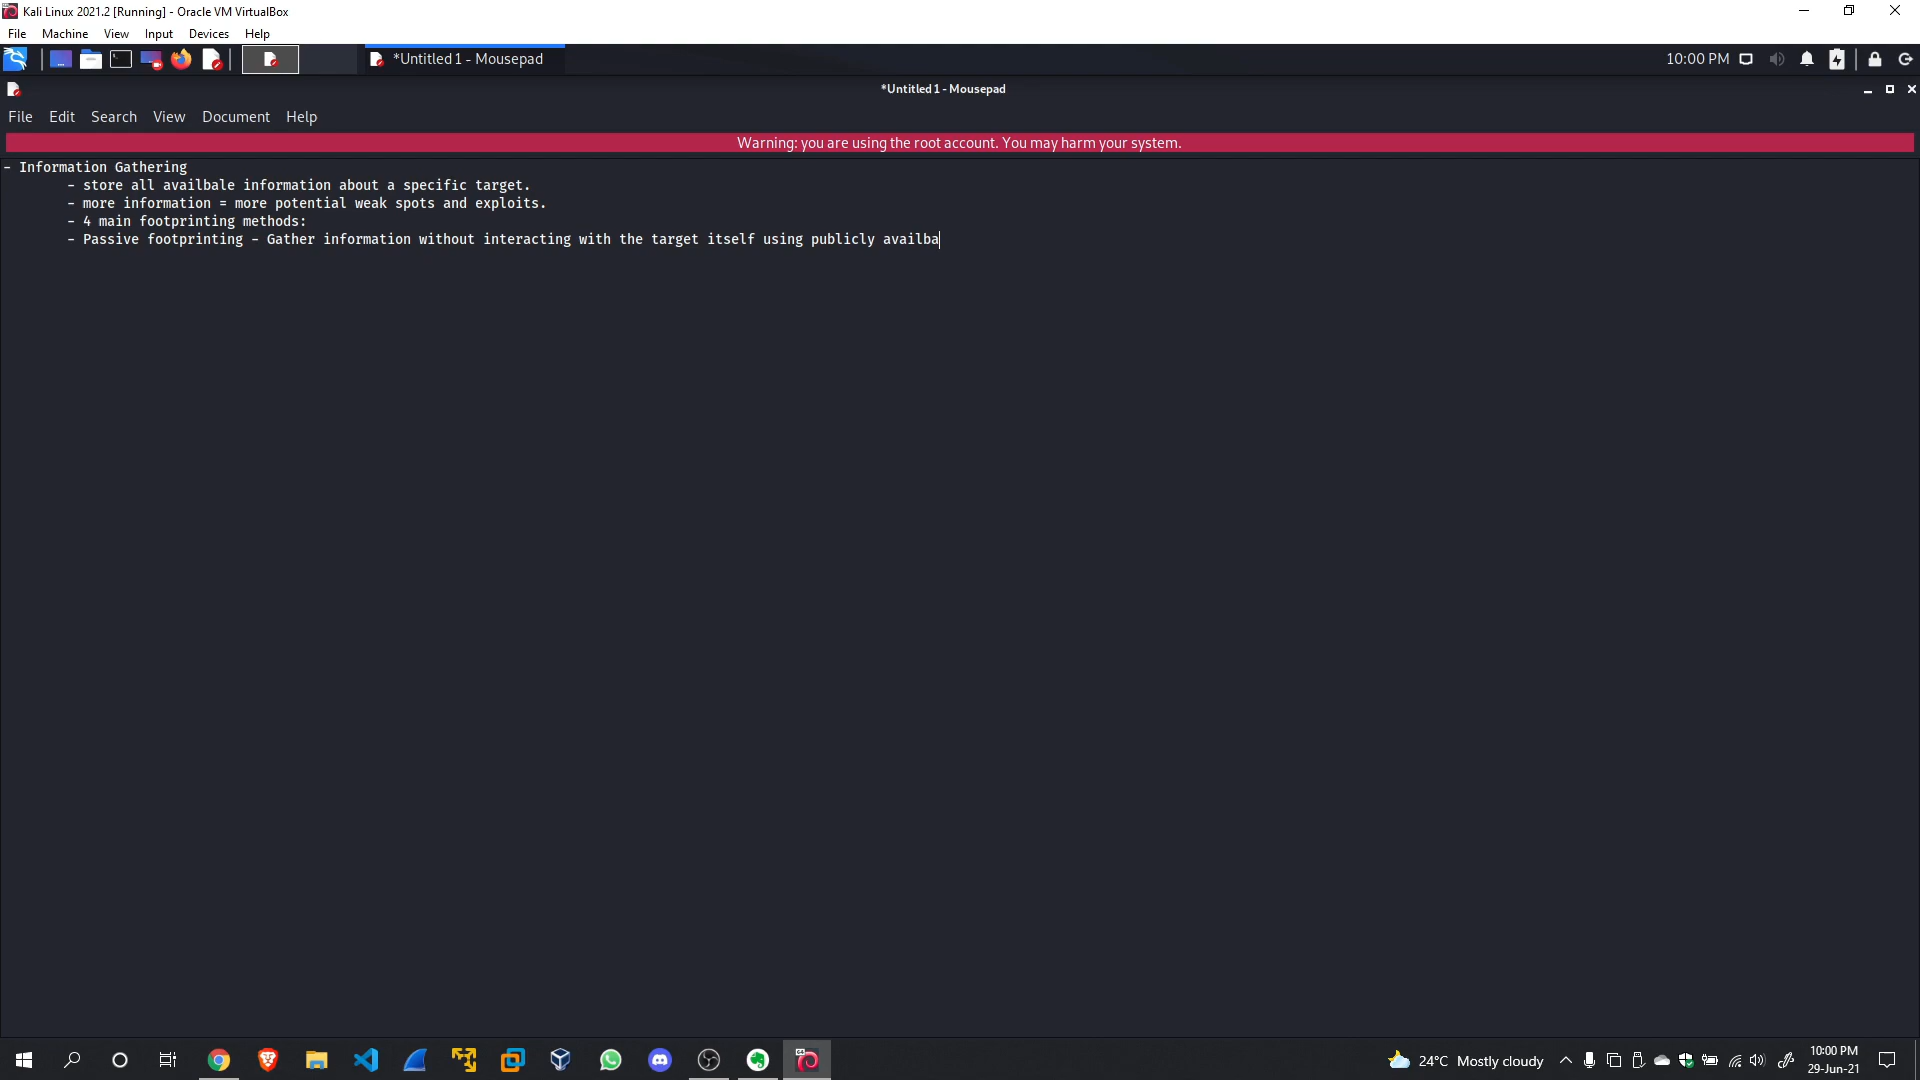 Kali Linux 2021.2 [Running] - Oracle VM VirtualBox
File Machine View Input Devices Help
*Untitled 1 - Mousepad
10:00 PM
*Untitled 1 - Mousepad
File Edit Search View Document Help
Warning: you are using the root account. You may harm your system.
- Information Gathering
- store all availbale information about a specific target.
- more information = more potential weak spots and exploits.
- 4 main footprinting methods:
- Passive footprinting - Gather information without interacting with the target itself using publicly availba
24°C Mostly cloudy
10:00 PM
29-Jun-21